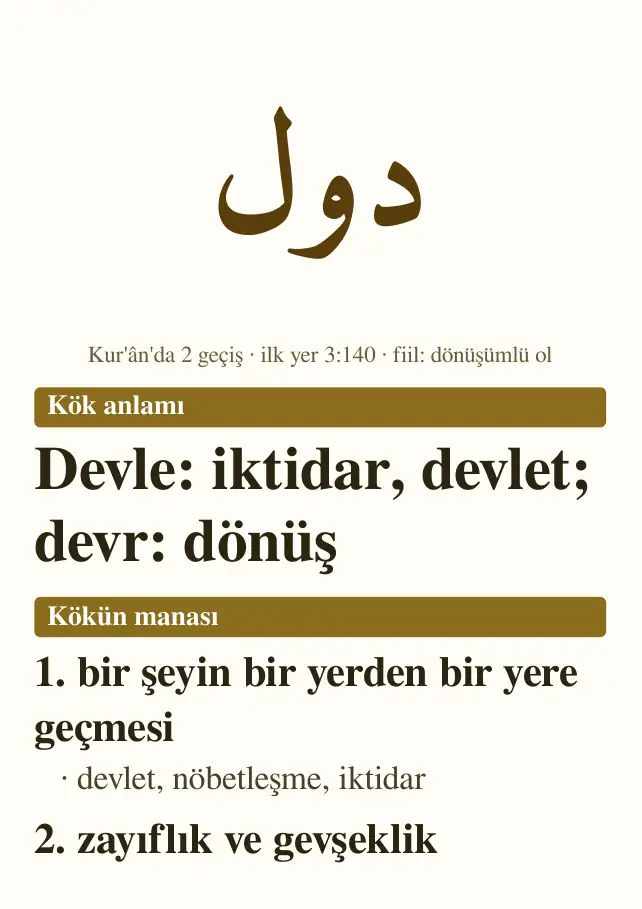 دول
Kur'ân'da 2 geçiş · ilk yer 3:140 · fiil: dönüşümlü ol
Kök anlamı
Devle: iktidar, devlet;
devr: dönüş
Kökün manası
1. bir şeyin bir yerden bir yere
geçmesi
· devlet, nöbetleşme, iktidar
2. zayıflık ve gevşeklik